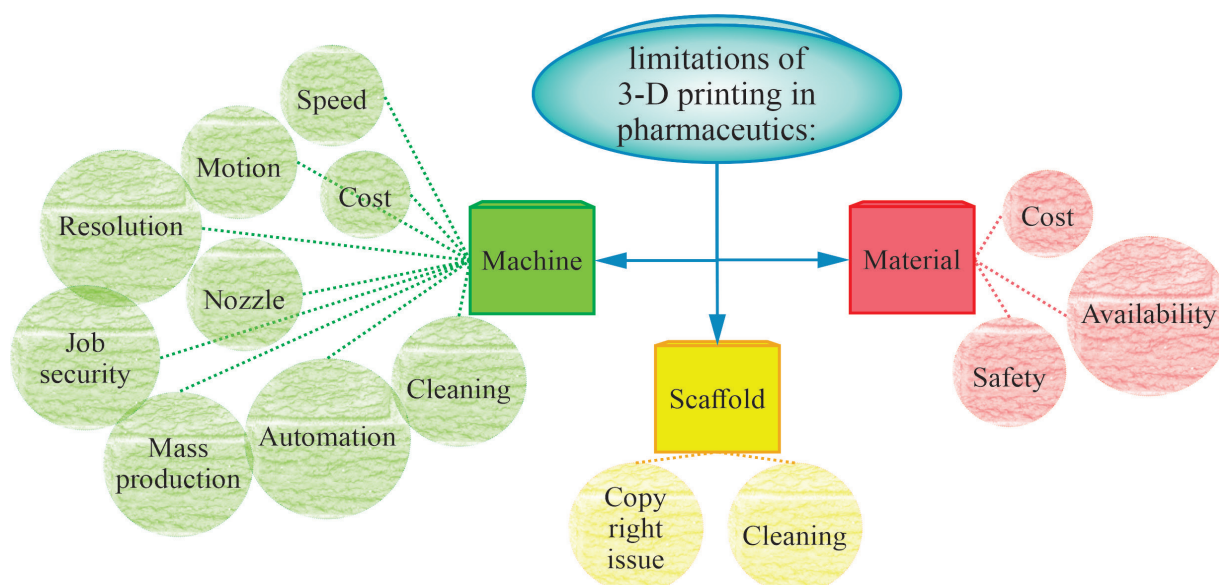 limitations of
3-D printing in
pharmaceutics:
Speed
Motion
Cost
Resolution
Nozzle
Job
security
Mass
production
Automation
Cleaning
Machine
Material
Cost
Availability
Safety
Scaffold
Copy
right
issue
Cleaning